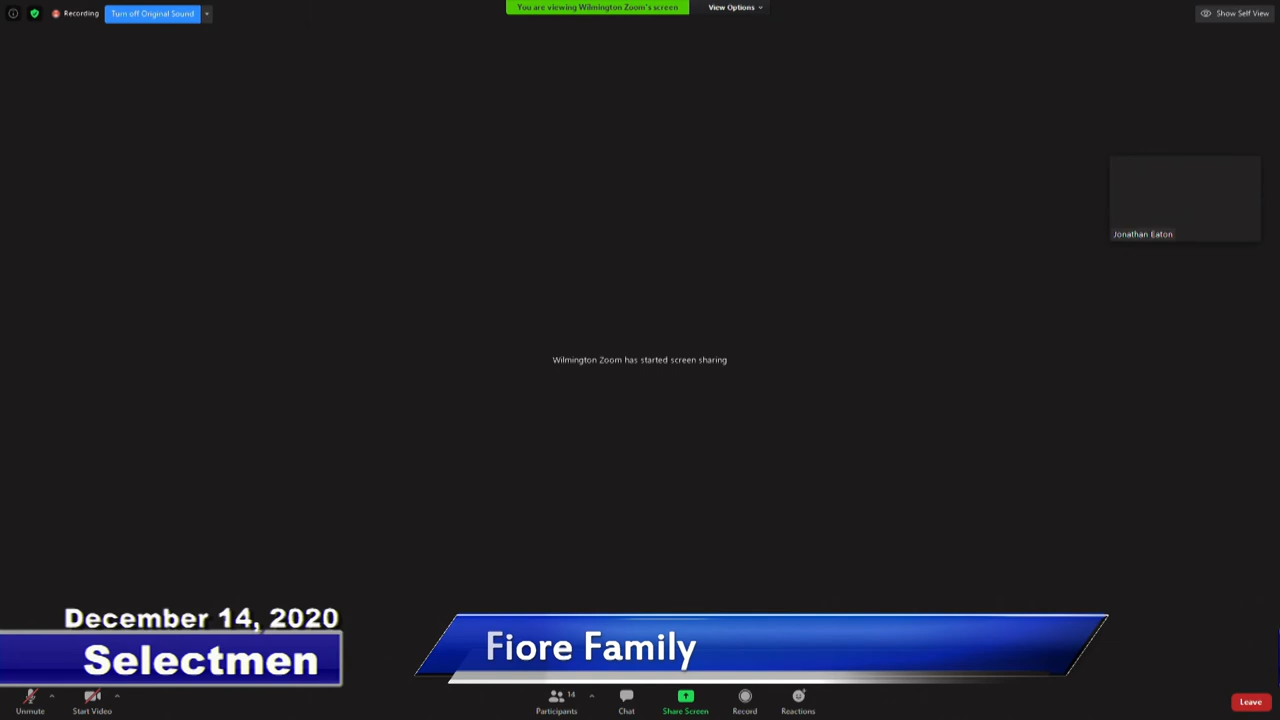 Recording
Turn off Original Sound
You are viewing Wilmington Zoom's screen
View Options
Show Self View
Jonathan Eaton
Wilmington Zoom has started screen sharing
December 14, 2020
Selectmen
Fiore Family
Unmute
Start Video
14
Participants
Chat
Share Screen
Record
Reactions
Leave